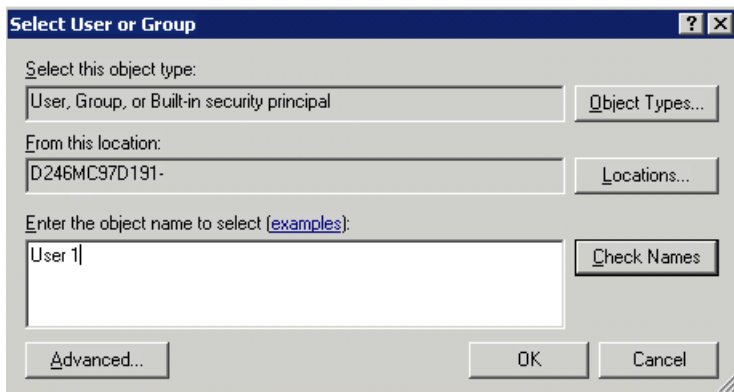 Select User or Group
Select this object type:
User, Group, or Built-in security principal
Object Types...
From this location:
D246MC97D191-
Locations...
Enter the object name to select (examples):
User 1
Check Names
Advanced...
OK
Cancel